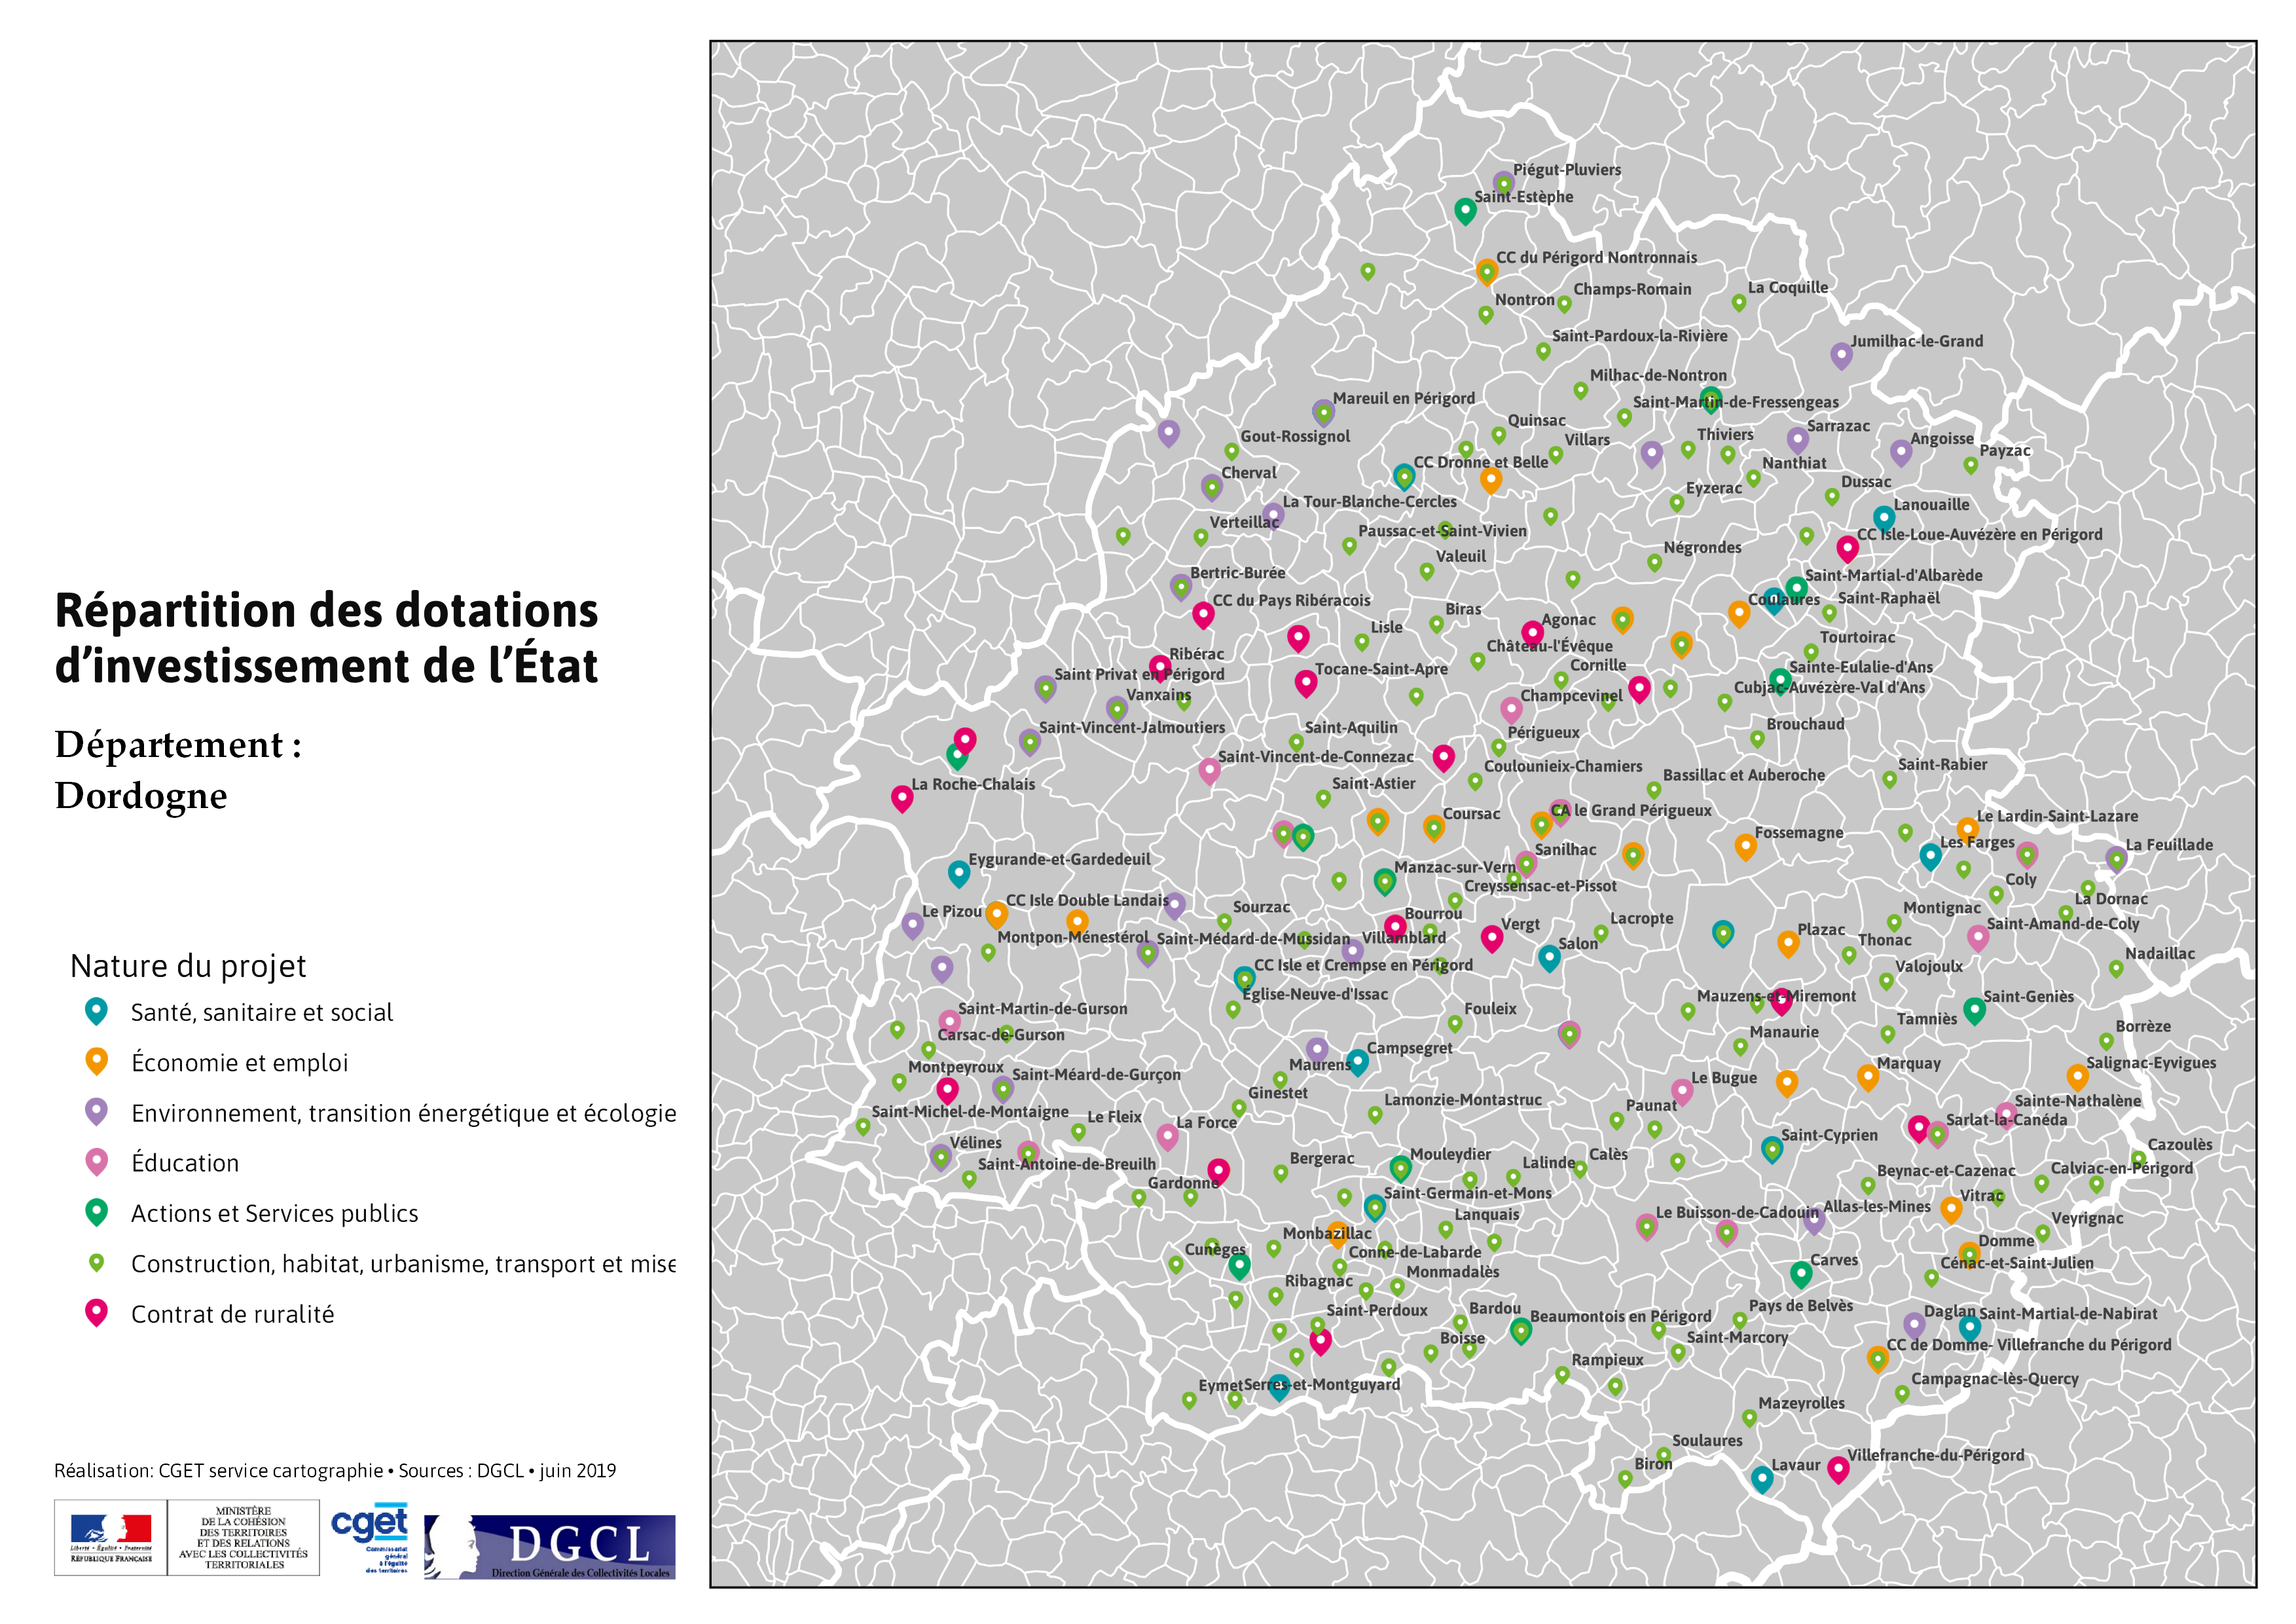 Répartition des dotations
d'investissement de l'État
Département :
Dordogne
Nature du projet
Santé, sanitaire et social
Économie et emploi
Environnement, transition énergétique et écologie
Éducation
Actions et Services publics
Construction, habitat, urbanisme, transport et mise
Contrat de ruralité
Réalisation: CGET service cartographie • Sources : DGCL • juin 2019
Liberté • Égalité • Fraternité
RÉPUBLIQUE FRANÇAISE
MINISTÈRE
DE LA COHÉSION
DES TERRITOIRES
ET DES RELATIONS
AVEC LES COLLECTIVITÉS
TERRITORIALES
cget
Commissariat
général
à l'égalité
des territoires
DGCL
Direction Générale des Collectivités Locales
Piégut-Pluviers
Saint-Estèphe
CC du Périgord Nontronnais
La Coquille
Champs-Romain
Nontron
Saint-Pardoux-la-Rivière
Jumilhac-le-Grand
Milhac-de-Nontron
Mareuil en Périgord
Saint-Martin-de-Fressengeas
Quinsac
Sarrazac
Gout-Rossignol
Villars
Thiviers
Angoisse
Payzac
CC Dronne et Belle
Nanthiat
Cherval
Dussac
Eyzerac
La Tour-Blanche-Cercles
Lanouaille
Verteillac
Paussac-et-Saint-Vivien
CC Isle-Loue-Auvézère en Périgord
Négrondes
Valeuil
Bertric-Burée
Saint-Martial-d'Albarède
CC du Pays Ribéracois
Coulaures
Saint-Raphaël
Biras
Agonac
Lisle
Tourtoirac
Château-l'Évêque
Ribérac
Cornille
Sainte-Eulalie-d'Ans
Tocane-Saint-Apre
Saint Privat en Périgord
Cubjac-Auvézère-Val d'Ans
Vanxains
Champcevinel
Brouchaud
Saint-Vincent-Jalmoutiers
Saint-Aquilin
Périgueux
Saint-Vincent-de-Connezac
Coulounieix-Chamiers
Saint-Rabier
Bassillac et Auberoche
La Roche-Chalais
Saint-Astier
CA le Grand Périgueux
Coursac
Le Lardin-Saint-Lazare
Fossemagne
Les Farges
La Feuillade
Sanilhac
Eygurande-et-Gardedeuil
Manzac-sur-Vern
Coly
Creyssensac-et-Pissot
CC Isle Double Landais
La Dornac
Montignac
Le Pizou
Sourzac
Bourrou
Lacropte
Vergt
Saint-Amand-de-Coly
Plazac
Montpon-Ménestérol
Saint-Médard-de-Mussidan
Villamblard
Thonac
Salon
Nadaillac
CC Isle et Crempse en Périgord
Valojoulx
Église-Neuve-d'Issac
Mauzens-et-Miremont
Saint-Geniès
Saint-Martin-de-Gurson
Fouleix
Tamniès
Borrèze
Carsac-de-Gurson
Manaurie
Campsegret
Maurens
Marquay
Salignac-Eyvigues
Montpeyroux
Saint-Méard-de-Gurçon
Le Bugue
Ginestet
Lamonzie-Montastruc
Sainte-Nathalène
Paunat
Saint-Michel-de-Montaigne
Le Fleix
La Force
Sarlat-la-Canéda
Saint-Cyprien
Vélines
Cazoulès
Mouleydier
Calès
Bergerac
Lalinde
Saint-Antoine-de-Breuilh
Beynac-et-Cazenac
Calviac-en-Périgord
Gardonne
Saint-Germain-et-Mons
Vitrac
Allas-les-Mines
Le Buisson-de-Cadouin
Lanquais
Veyrignac
Monbazillac
Domme
Cunèges
Conne-de-Labarde
Carves
Cénac-et-Saint-Julien
Monmadalès
Ribagnac
Pays de Belvès
Saint-Perdoux
Bardou
Beaumontois en Périgord
Daglan
Saint-Martial-de-Nabirat
Boisse
Saint-Marcory
CC de Domme- Villefranche du Périgord
Rampieux
Campagnac-lès-Quercy
Eymet
Serres-et-Montguyard
Mazeyrolles
Soulaures
Villefranche-du-Périgord
Biron
Lavaur